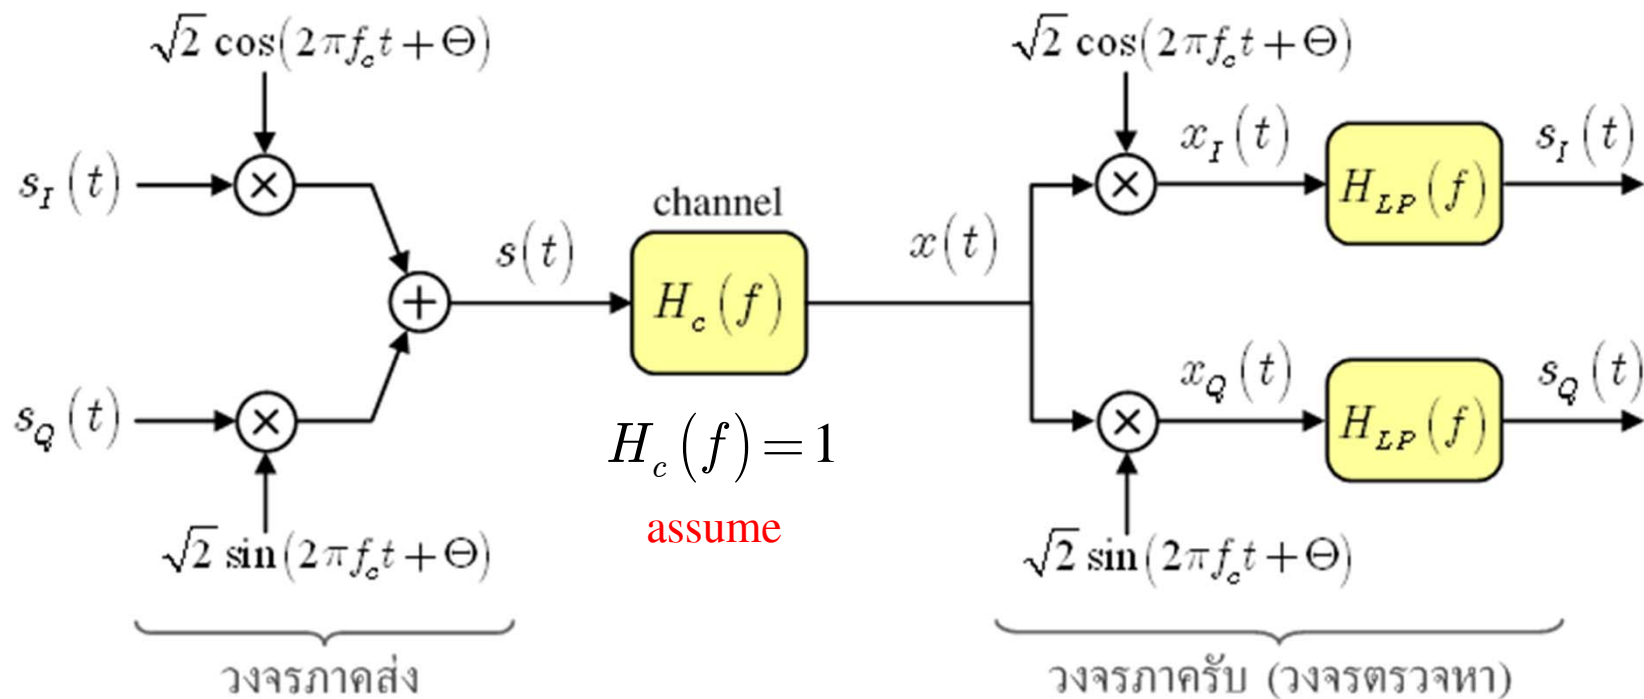 √2 cos(2πf_c t + Θ)
√2 cos(2πf_c t + Θ)
s_I(t)
x_I(t)
H_LP(f)
s_I(t)
channel
s(t)
H_c(f)
x(t)
s_Q(t)
x_Q(t)
H_LP(f)
s_Q(t)
H_c(f) = 1
assume
√2 sin(2πf_c t + Θ)
√2 sin(2πf_c t + Θ)
วงจรภาคส่ง
วงจรภาครับ (วงจรตรวจหา)